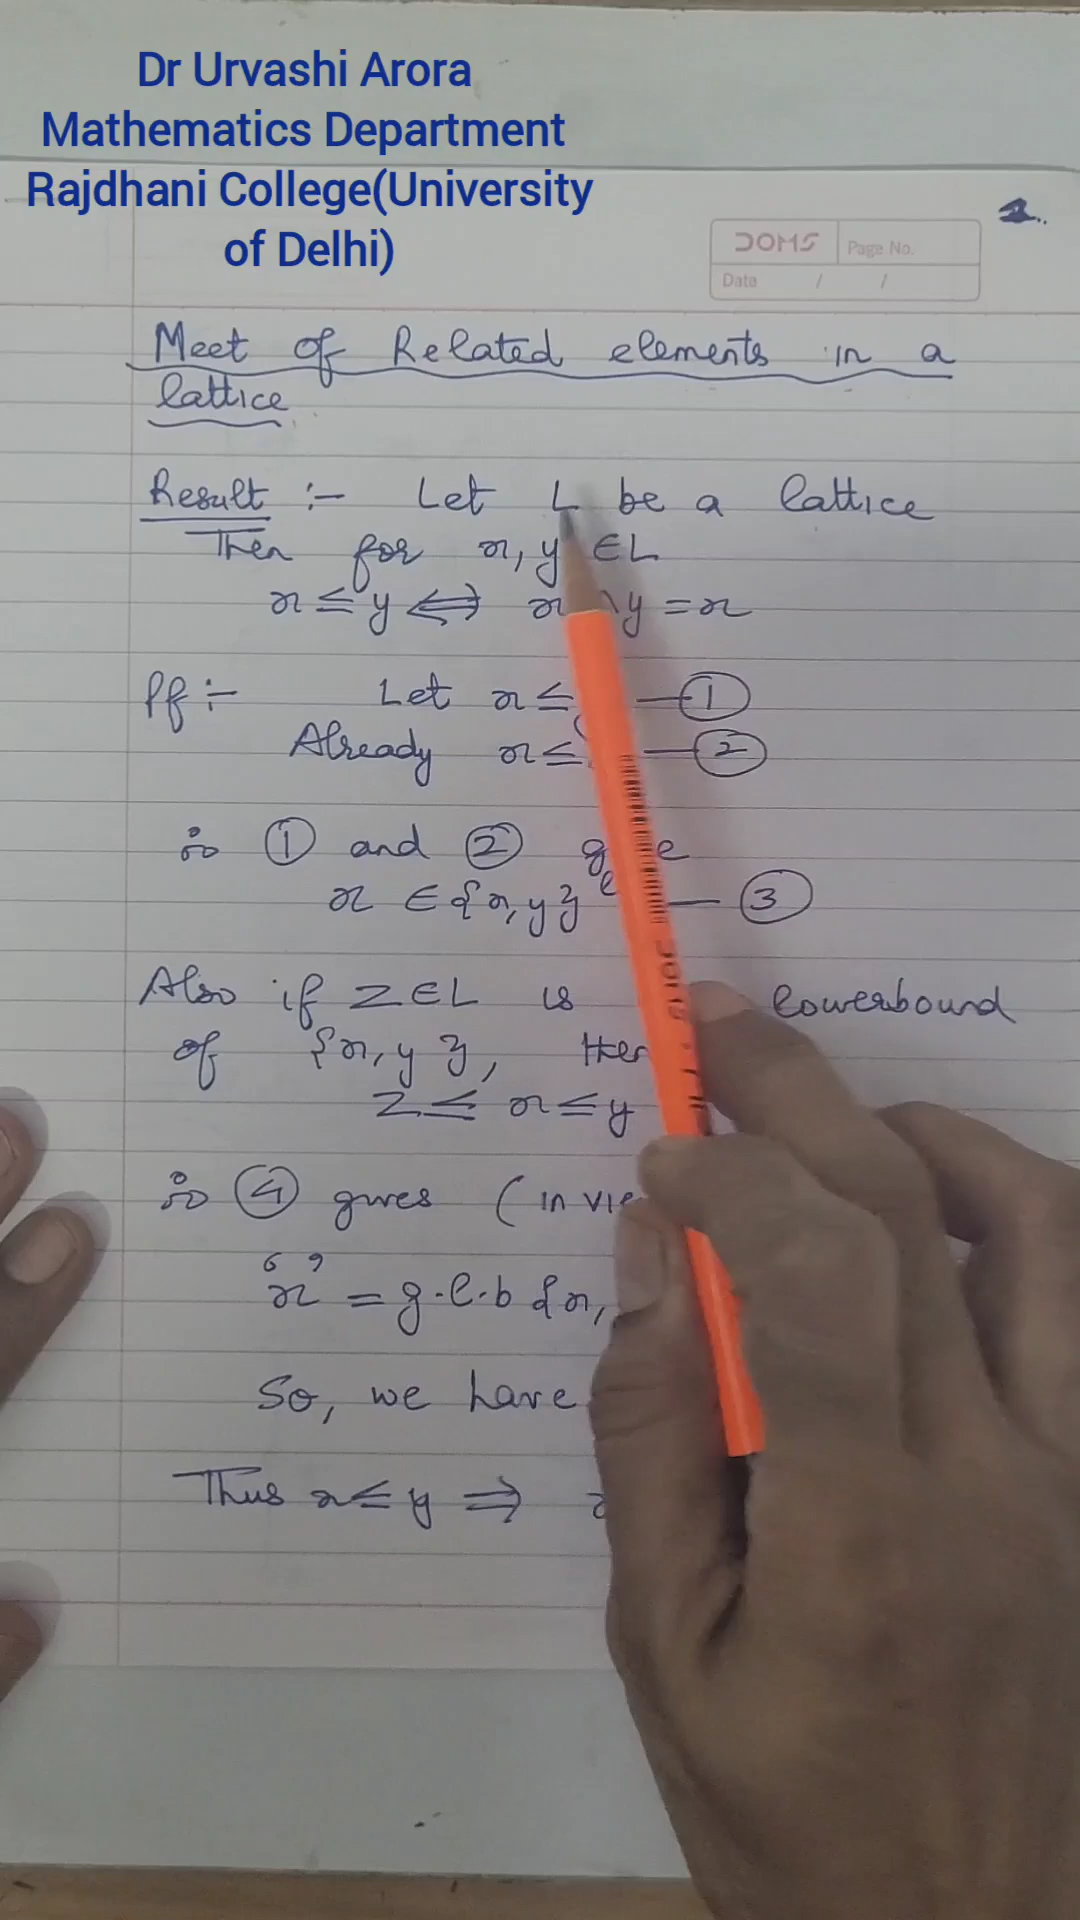 Dr Urvashi Arora
Mathematics Department
Rajdhani College(University
of Delhi)
2.
DOMS Page No.
Data / /
Meet of Related elements in a
lattice
Result :- Let L be a lattice
Then for x, y ∈ L
x ≤ y ⟺ x ∧ y = x
Pf :- Let x ≤ — ①
Already x ≤ — ②
∴ ① and ② 
x ∈ {x, y}ˡ — ③
Also if Z ∈ L is lowerbound
of {x, y}, then
Z ≤ x ≤ y
∴ ④ gives (in vie
‘x’ = g.l.b {x,
So, we have
Thus x ≤ y ⇒